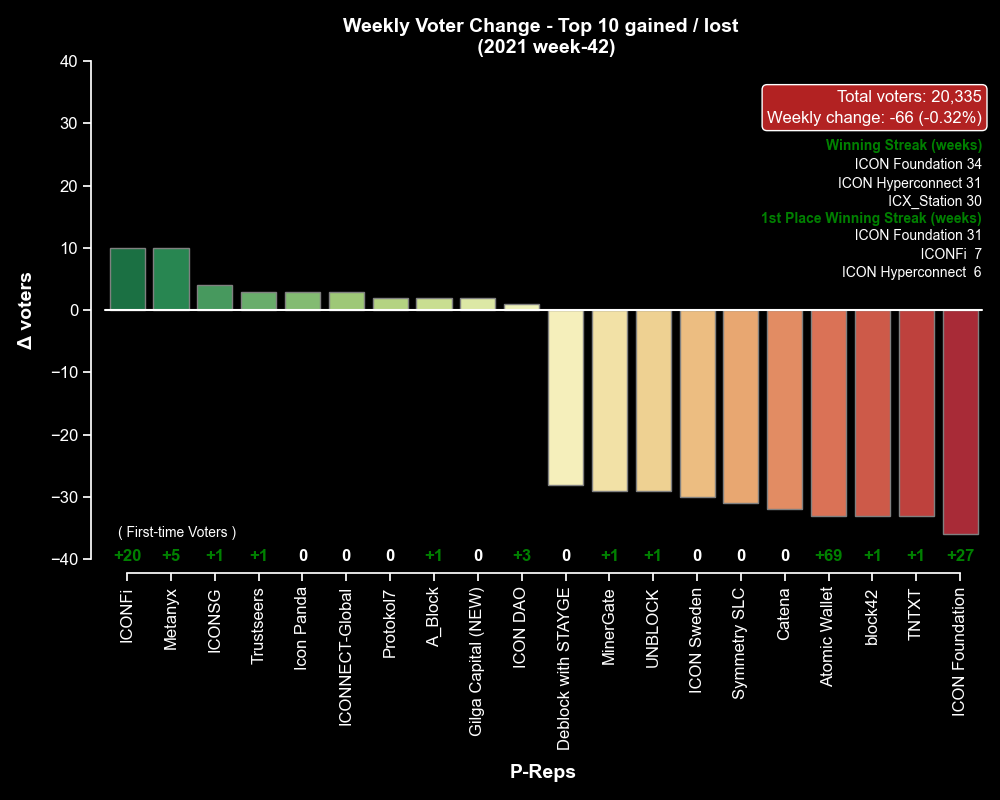 Weekly Voter Change - Top 10 gained / lost
(2021 week-42)
Total voters: 20,335
Weekly change: -66 (-0.32%)
Winning Streak (weeks)
ICON Foundation 34
ICON Hyperconnect 31
ICX_Station 30
1st Place Winning Streak (weeks)
ICON Foundation 31
ICONFi 7
ICON Hyperconnect 6
Δ voters
40
30
20
10
0
−10
−20
−30
−40
( First-time Voters )
+20 +5 +1 +1 0 0 0 +1 0 +3 0 +1 +1 0 0 0 +69 +1 +1 +27
ICONFi
Metanyx
ICONSG
Trustseers
Icon Panda
ICONNECT-Global
Protokol7
A_Block
Gilga Capital (NEW)
ICON DAO
Deblock with STAYGE
MinerGate
UNBLOCK
ICON Sweden
Symmetry SLC
Catena
Atomic Wallet
block42
TNTXT
ICON Foundation
P-Reps